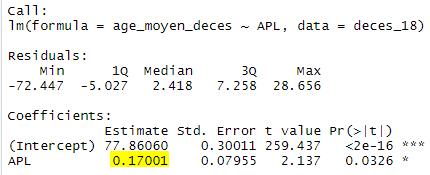 Call:
lm(formula = age_moyen_deces ~ APL, data = deces_18)
Residuals:
Min 1Q Median 3Q Max
-72.447 -5.027 2.418 7.258 28.656
Coefficients:
Estimate Std. Error t value Pr(>|t|)
(Intercept) 77.86060 0.30011 259.437 <2e-16 ***
APL 0.17001 0.07955 2.137 0.0326 *